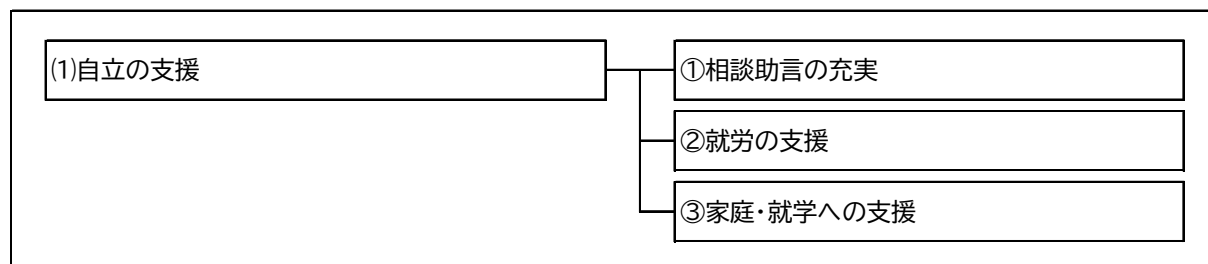 ⑴自立の支援
①相談助言の充実
②就労の支援
③家庭・就学への支援